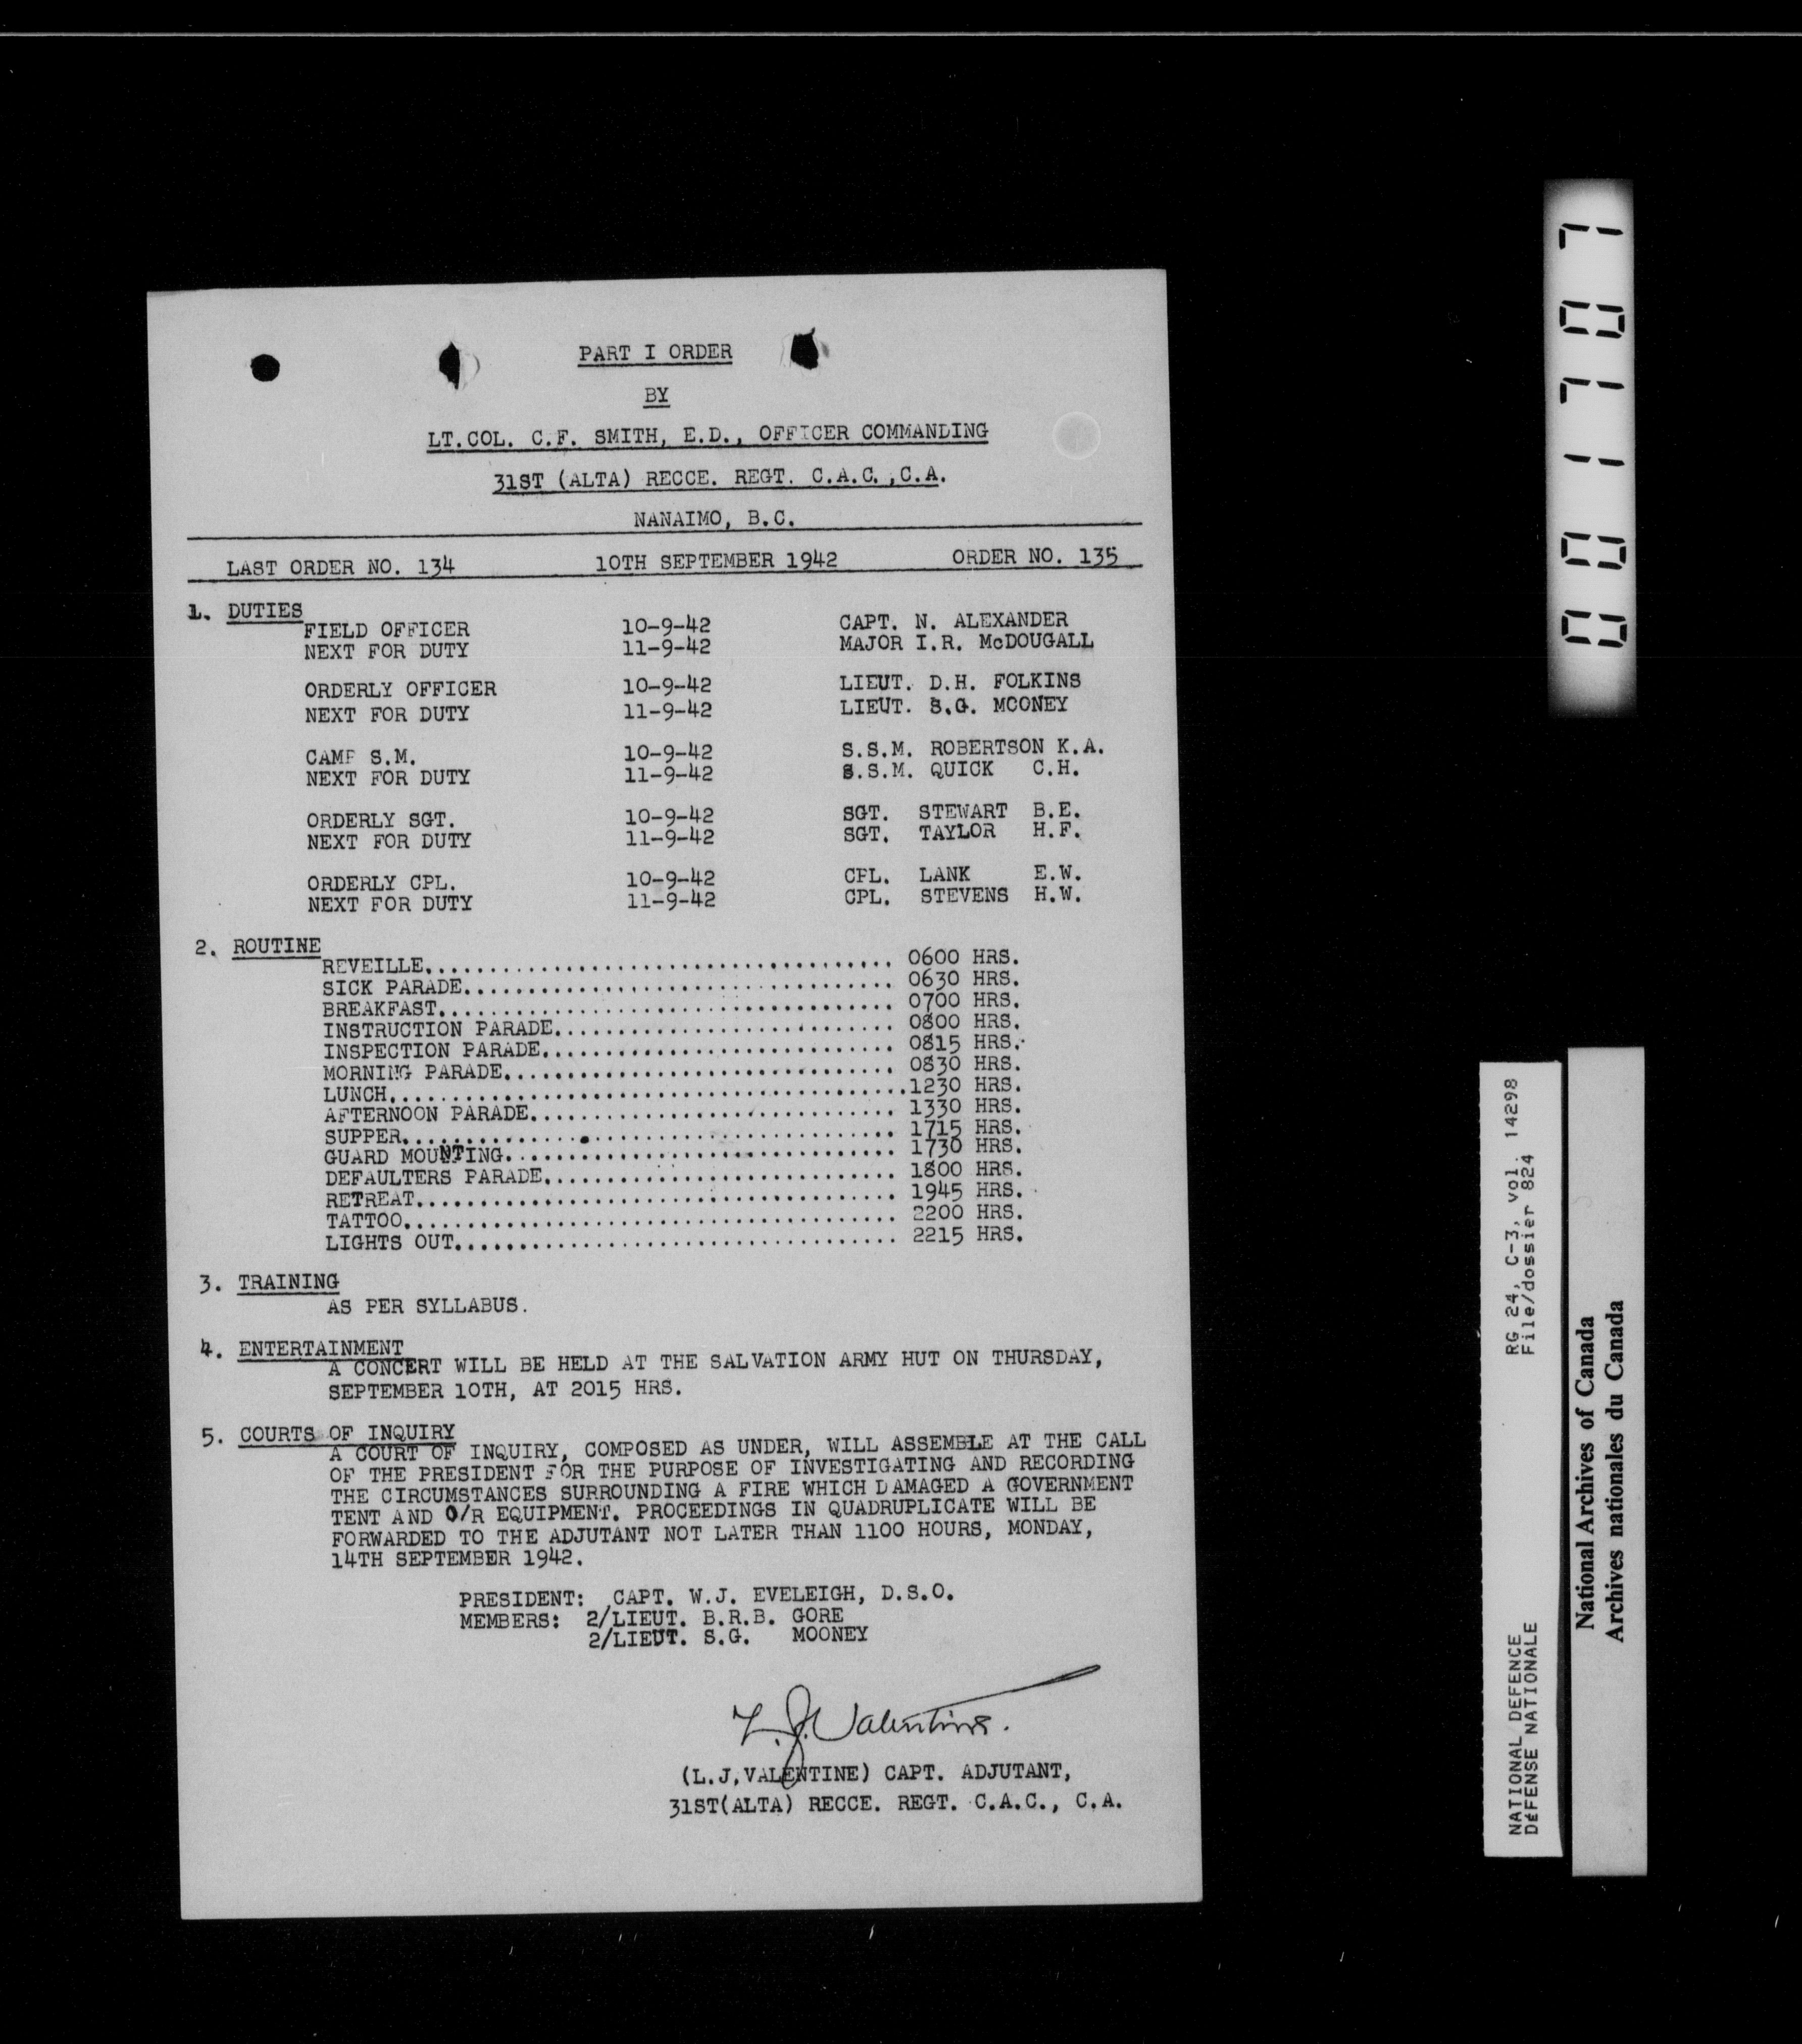 PART I ORDER
BY
LT.COL. C.F. SMITH, E.D., OFFICER COMMANDING
31ST (ALTA) RECCE. REGT. C.A.C.,C.A.
NANAIMO, B.C.
LAST ORDER NO. 134 10TH SEPTEMBER 1942 ORDER NO. 135
1. DUTIES
FIELD OFFICER 10-9-42 CAPT. N. ALEXANDER
NEXT FOR DUTY 11-9-42 MAJOR I.R. McDOUGALL
ORDERLY OFFICER 10-9-42 LIEUT. D.H. FOLKINS
NEXT FOR DUTY 11-9-42 LIEUT. S.G. MOONEY
CAMP S.M. 10-9-42 S.S.M. ROBERTSON K.A.
NEXT FOR DUTY 11-9-42 S.S.M. QUICK C.H.
ORDERLY SGT. 10-9-42 SGT. STEWART B.E.
NEXT FOR DUTY 11-9-42 SGT. TAYLOR H.F.
ORDERLY CPL. 10-9-42 CPL. LANK E.W.
NEXT FOR DUTY 11-9-42 CPL. STEVENS H.W.
2. ROUTINE
REVEILLE..................................... 0600 HRS.
SICK PARADE.................................. 0630 HRS.
BREAKFAST.................................... 0700 HRS.
INSTRUCTION PARADE........................... 0800 HRS.
INSPECTION PARADE............................ 0815 HRS.
MORNING PARADE............................... 0830 HRS.
LUNCH.........................................1230 HRS.
AFTERNOON PARADE............................. 1330 HRS.
SUPPER....................................... 1715 HRS.
GUARD MOUNTING............................... 1730 HRS.
DEFAULTERS PARADE............................ 1800 HRS.
RETREAT...................................... 1945 HRS.
TATTOO....................................... 2200 HRS.
LIGHTS OUT................................... 2215 HRS.
3. TRAINING
AS PER SYLLABUS.
4. ENTERTAINMENT
A CONCERT WILL BE HELD AT THE SALVATION ARMY HUT ON THURSDAY,
SEPTEMBER 10TH, AT 2015 HRS.
5. COURTS OF INQUIRY
A COURT OF INQUIRY, COMPOSED AS UNDER, WILL ASSEMBLE AT THE CALL
OF THE PRESIDENT FOR THE PURPOSE OF INVESTIGATING AND RECORDING
THE CIRCUMSTANCES SURROUNDING A FIRE WHICH DAMAGED A GOVERNMENT
TENT AND O/R EQUIPMENT. PROCEEDINGS IN QUADRUPLICATE WILL BE
FORWARDED TO THE ADJUTANT NOT LATER THAN 1100 HOURS, MONDAY,
14TH SEPTEMBER 1942.
PRESIDENT: CAPT. W.J. EVELEIGH, D.S.O.
MEMBERS: 2/LIEUT. B.R.B. GORE
2/LIEUT. S.G. MOONEY
L.J. Valentine.
(L.J.VALENTINE) CAPT. ADJUTANT,
31ST(ALTA) RECCE. REGT. C.A.C., C.A.
001707
NATIONAL DEFENCE RG 24, C-3, vol. 14298
DéFENSE NATIONALE File/dossier 824
National Archives of Canada
Archives nationales du Canada